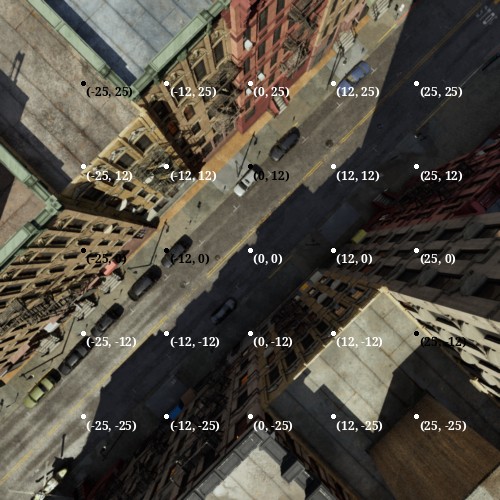 (-25, 25) (-12, 25) (0, 25) (12, 25) (25, 25)
(-25, 12) (-12, 12) (0, 12) (12, 12) (25, 12)
(-25, 0) (-12, 0) (0, 0) (12, 0) (25, 0)
(-25, -12) (-12, -12) (0, -12) (12, -12) (25, -12)
(-25, -25) (-12, -25) (0, -25) (12, -25) (25, -25)